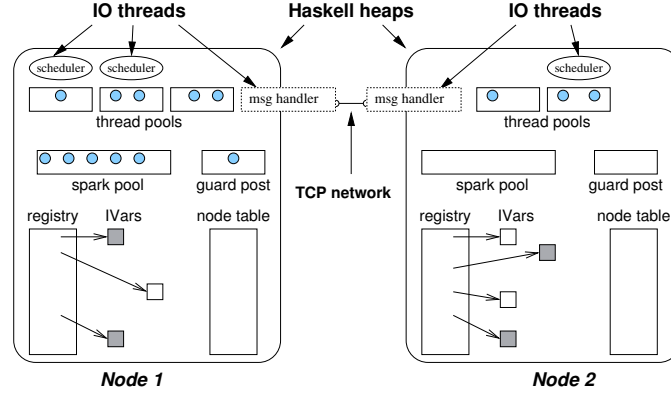 IO threads Haskell heaps IO threads
scheduler scheduler scheduler
msg handler msg handler
thread pools thread pools
TCP network
spark pool guard post spark pool guard post
registry IVars node table registry IVars node table
Node 1 Node 2